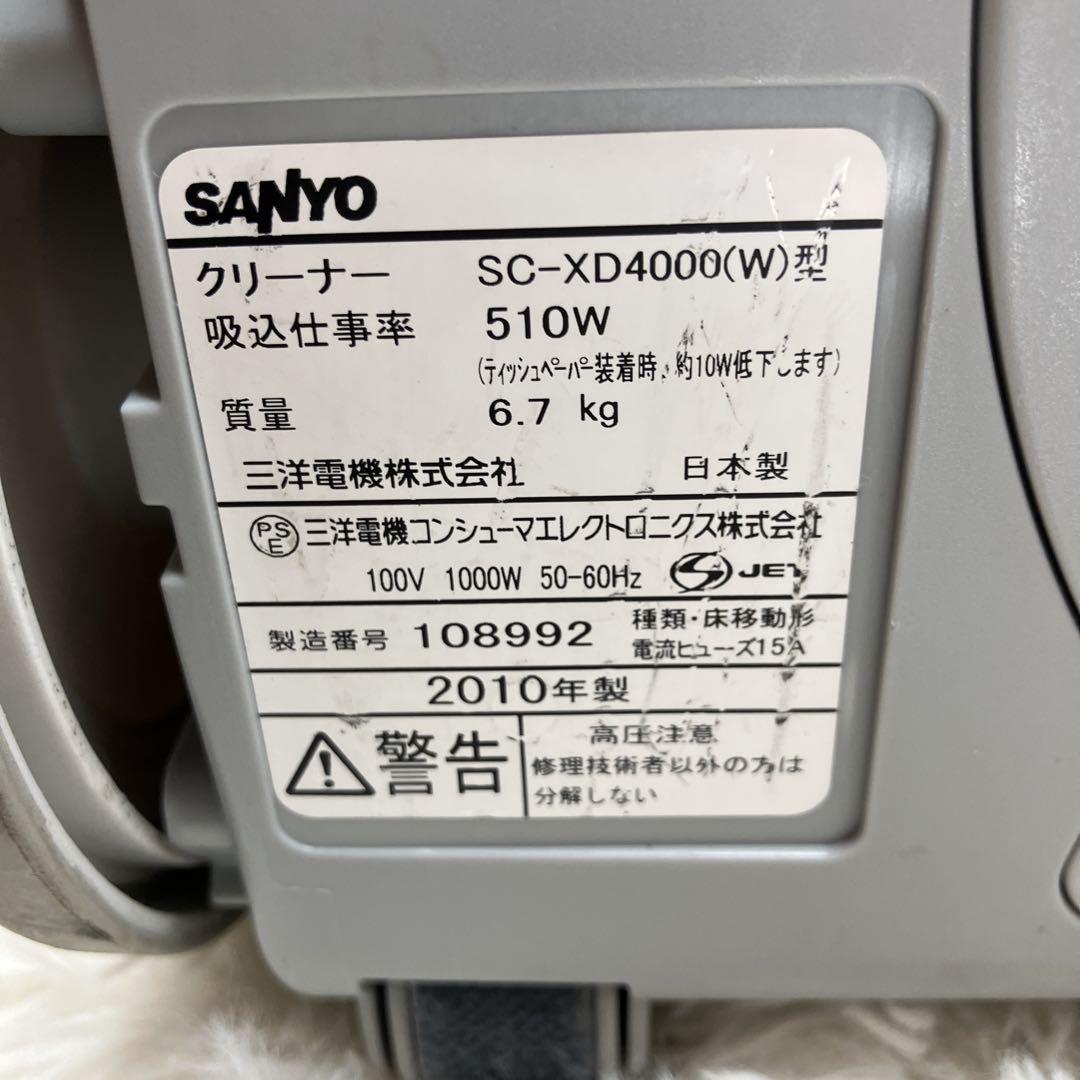 SANYO
クリーナー SC-XD4000(W)型
吸込仕事率 510W
(ティッシュペーパー装着時、約10W低下します)
質量 6.7 kg
三洋電機株式会社 日本製
PSE 三洋電機コンシューマエレクトロニクス株式会社
100V 1000W 50-60Hz JET
製造番号 108992 種類・床移動形
電流ヒューズ15A
2010年製
警告 高圧注意
修理技術者以外の方は
分解しない